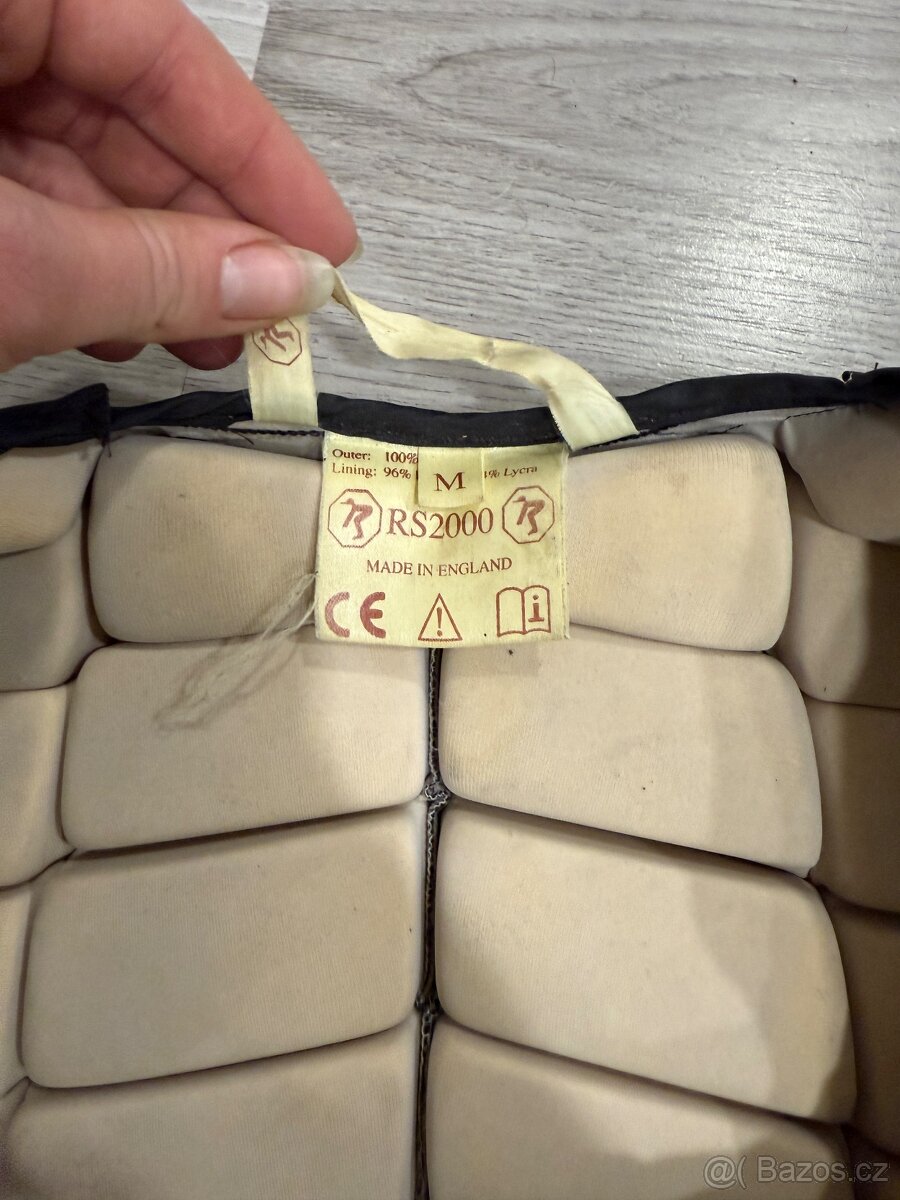 Outer: 100%
Lining: 96% % Lycra
M
RS2000
MADE IN ENGLAND
CE
@( Bazos.cz